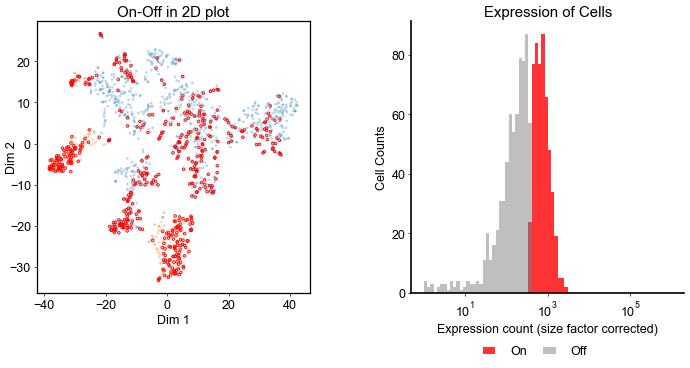 On-Off in 2D plot
Dim 2
20
10
0
−10
−20
−30
−40
−20
0
20
40
Dim 1
Expression of Cells
Cell Counts
80
60
40
20
0
10^1
10^3
10^5
Expression count (size factor corrected)
On
Off